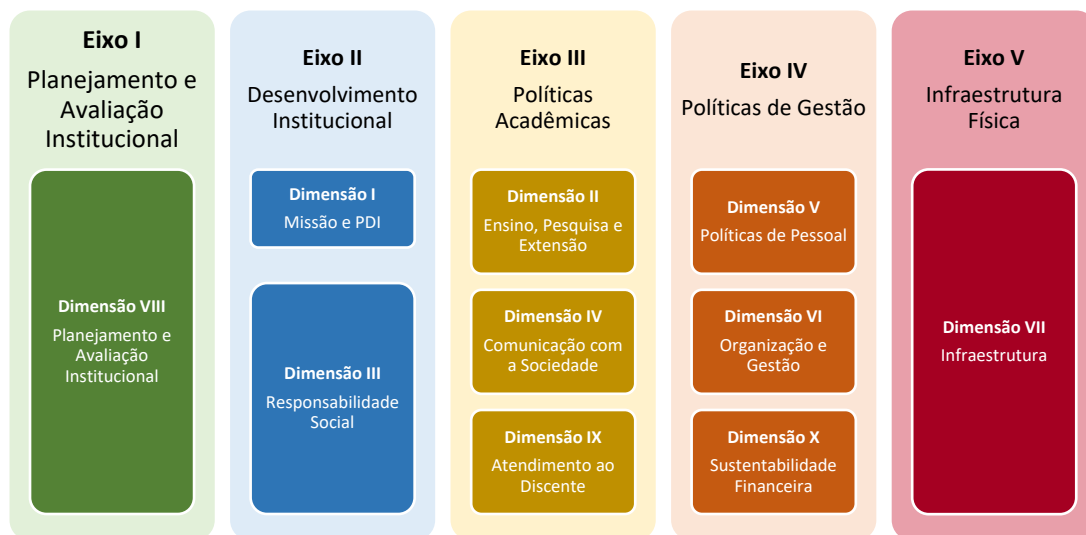 Eixo I
Planejamento e
Avaliação
Institucional
Dimensão VIII
Planejamento e
Avaliação
Institucional
Eixo II
Desenvolvimento
Institucional
Dimensão I
Missão e PDI
Dimensão III
Responsabilidade
Social
Eixo III
Políticas
Acadêmicas
Dimensão II
Ensino, Pesquisa e
Extensão
Dimensão IV
Comunicação com
a Sociedade
Dimensão IX
Atendimento ao
Discente
Eixo IV
Políticas de Gestão
Dimensão V
Políticas de Pessoal
Dimensão VI
Organização e
Gestão
Dimensão X
Sustentabilidade
Financeira
Eixo V
Infraestrutura
Física
Dimensão VII
Infraestrutura